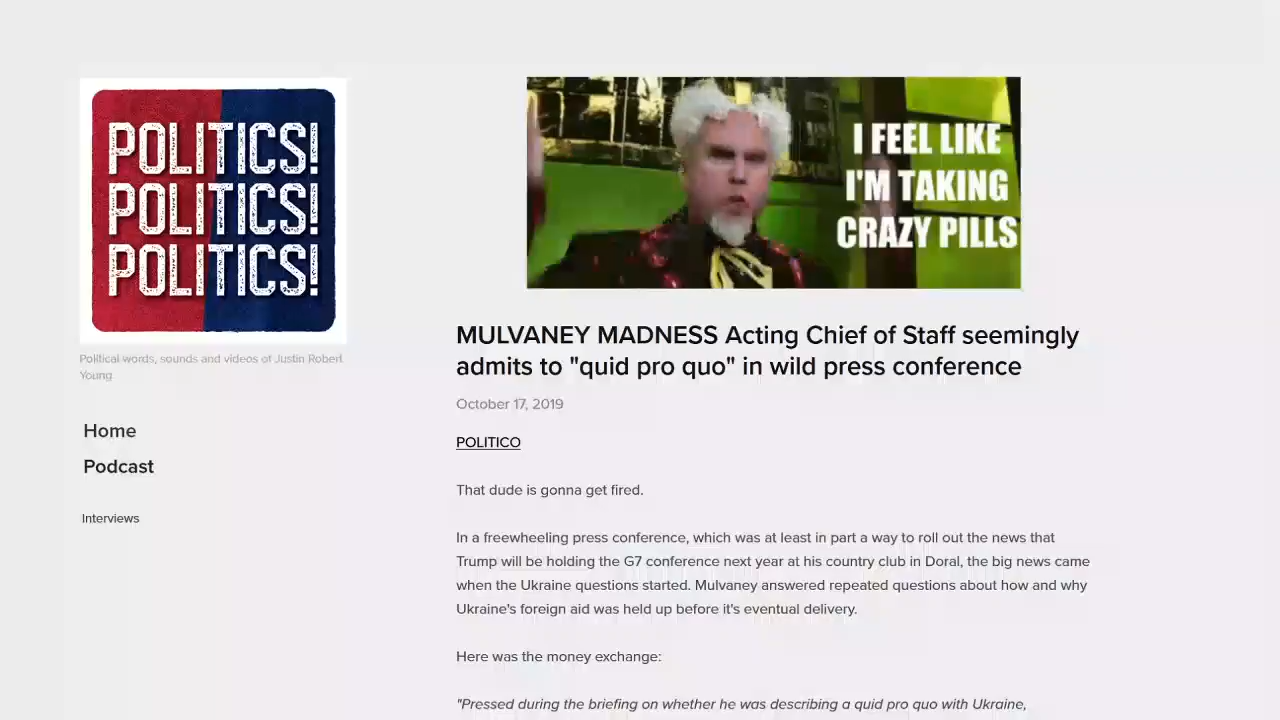 POLITICS!
POLITICS!
POLITICS!
Political words, sounds and videos of Justin Robert
Young
Home
Podcast
Interviews
I FEEL LIKE
I'M TAKING
CRAZY PILLS
MULVANEY MADNESS Acting Chief of Staff seemingly
admits to "quid pro quo" in wild press conference
October 17, 2019
POLITICO
That dude is gonna get fired.
In a freewheeling press conference, which was at least in part a way to roll out the news that
Trump will be holding the G7 conference next year at his country club in Doral, the big news came
when the Ukraine questions started. Mulvaney answered repeated questions about how and why
Ukraine's foreign aid was held up before it's eventual delivery.
Here was the money exchange:
"Pressed during the briefing on whether he was describing a quid pro quo with Ukraine,